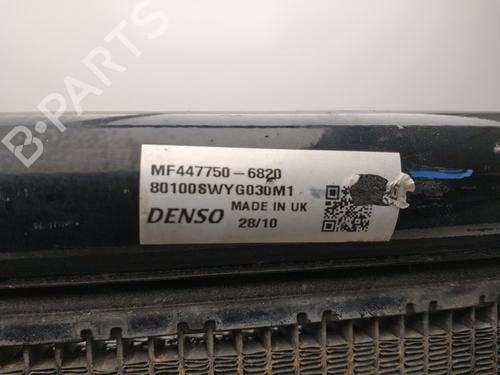 B-PARTS
MF447750-6820
80100SWYG030M1
DENSO MADE IN UK
28/10